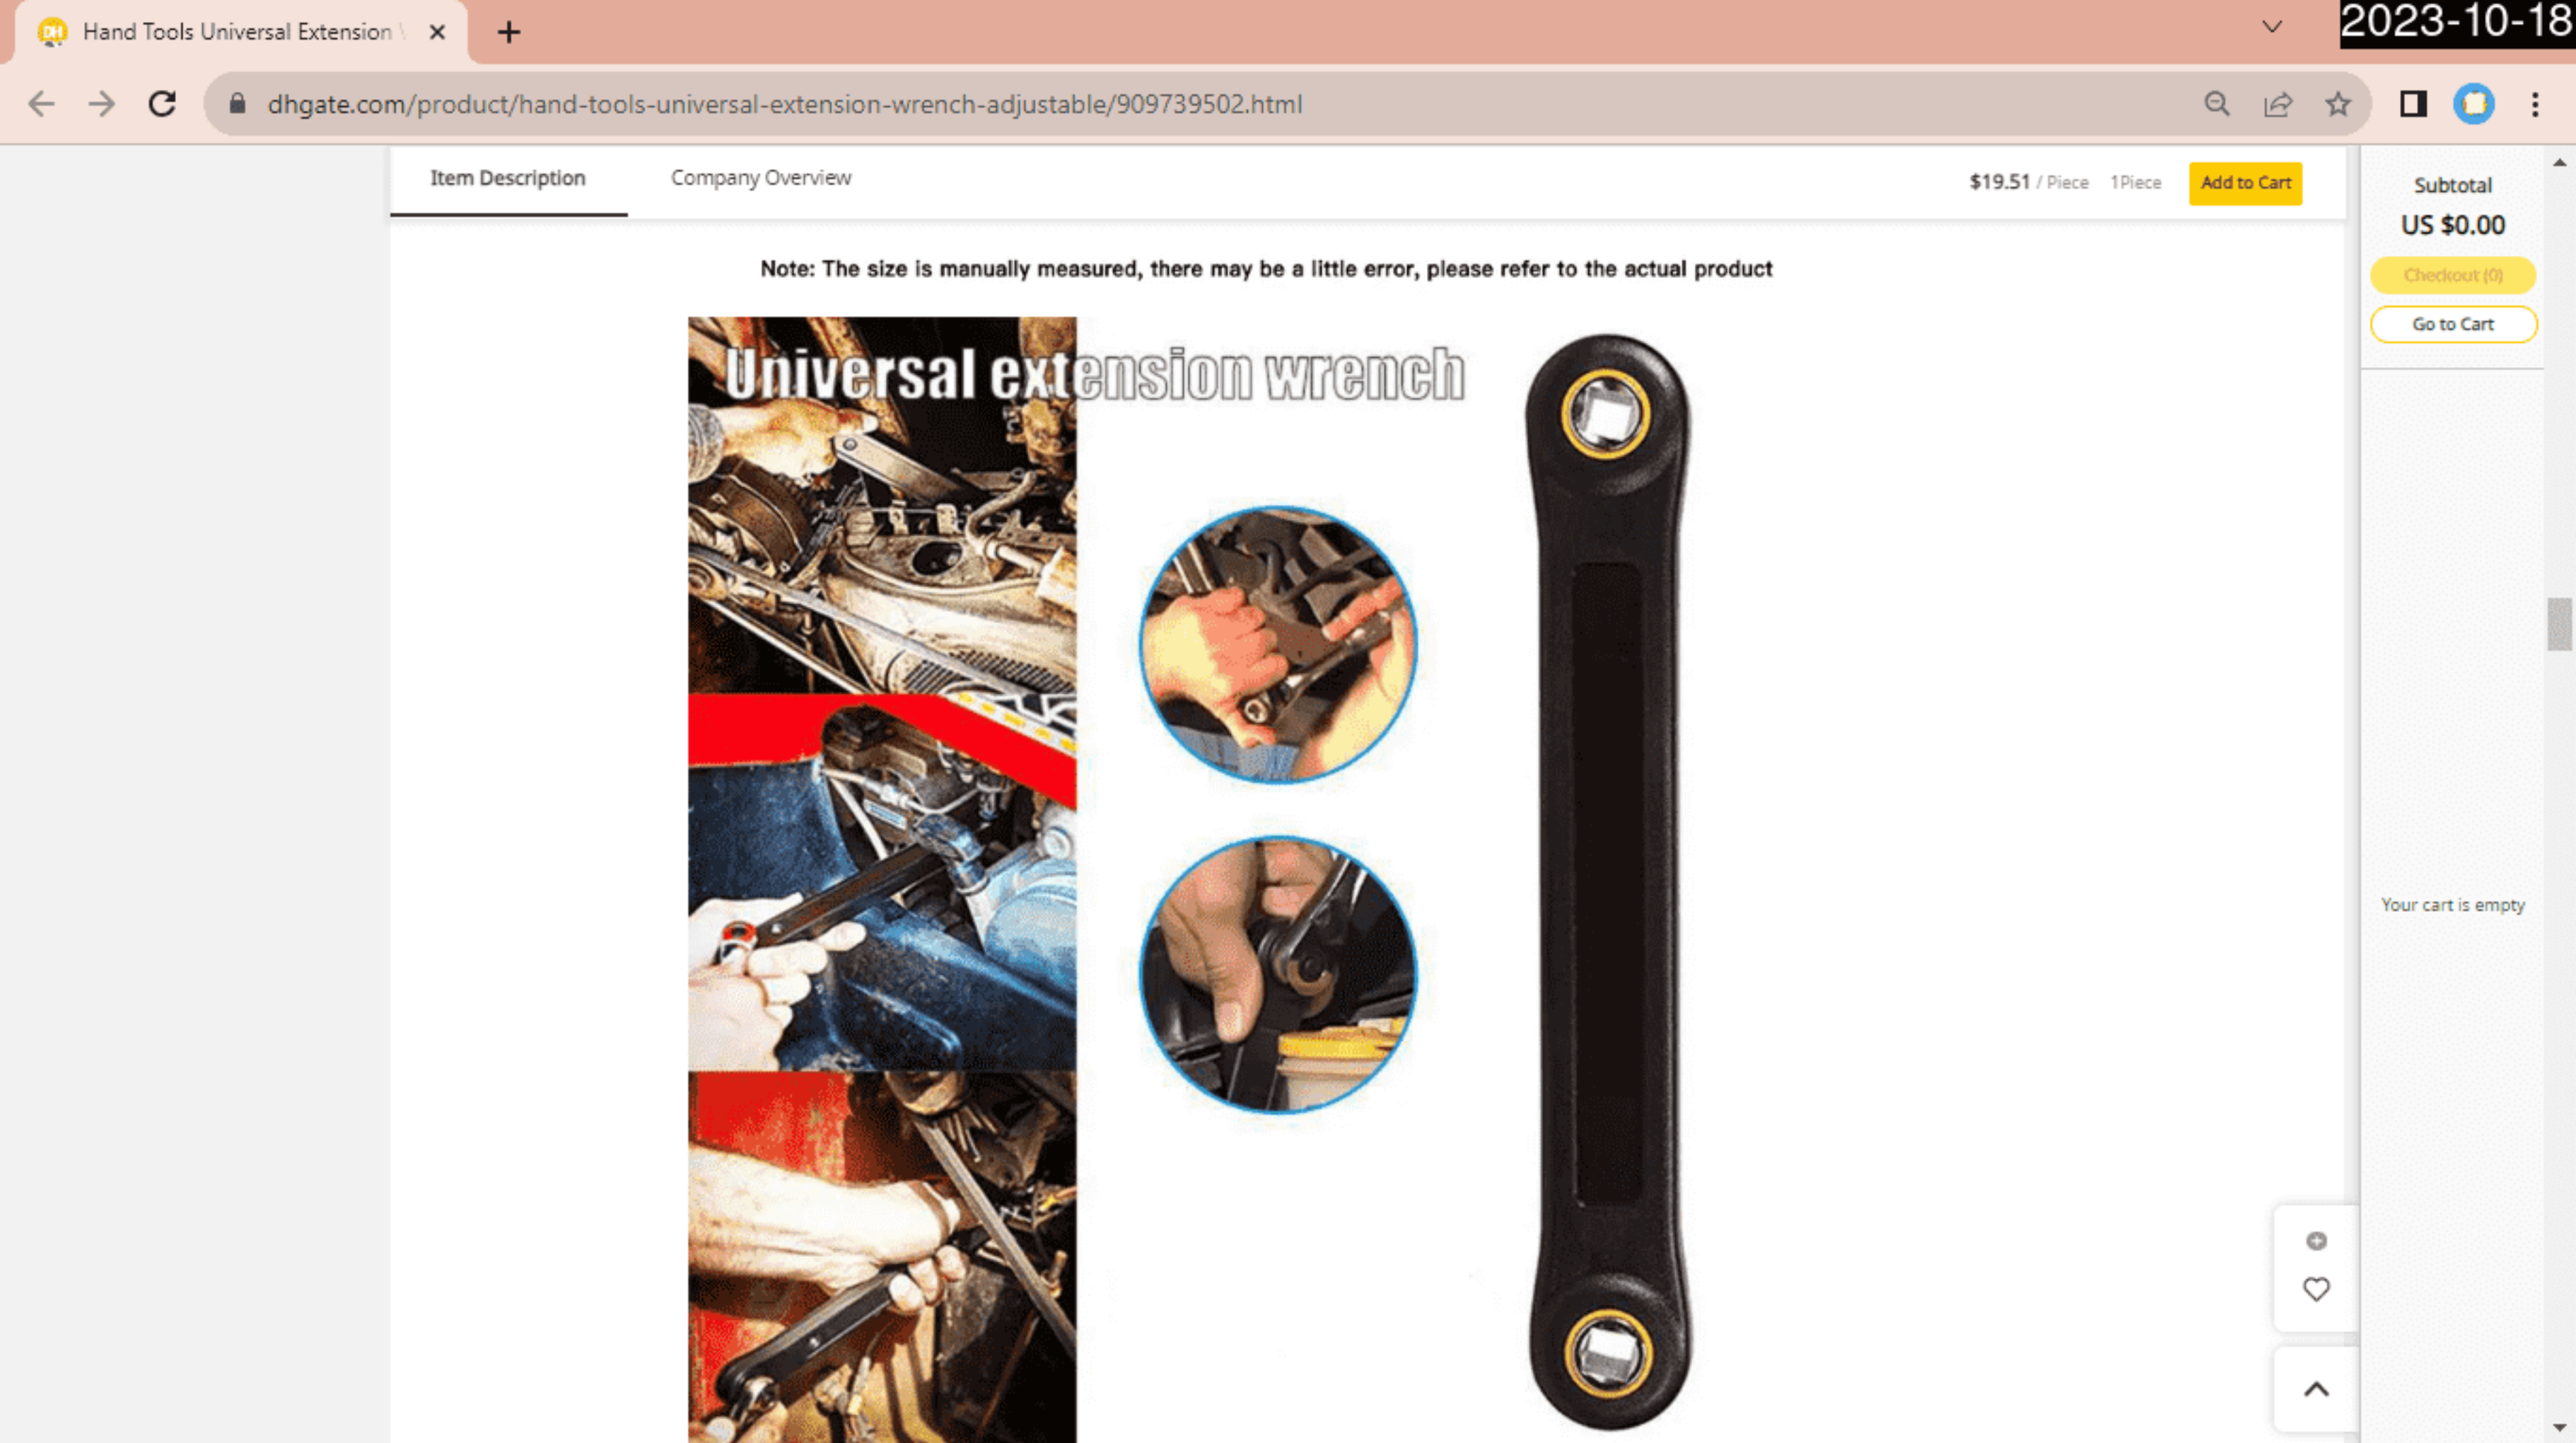 Hand Tools Universal Extension
2023-10-18
dhgate.com/product/hand-tools-universal-extension-wrench-adjustable/909739502.html
Item Description
Company Overview
$19.51 / Piece 1Piece
Add to Cart
Subtotal
US $0.00
Checkout (0)
Go to Cart
Note: The size is manually measured, there may be a little error, please refer to the actual product
Universal extension wrench
Your cart is empty